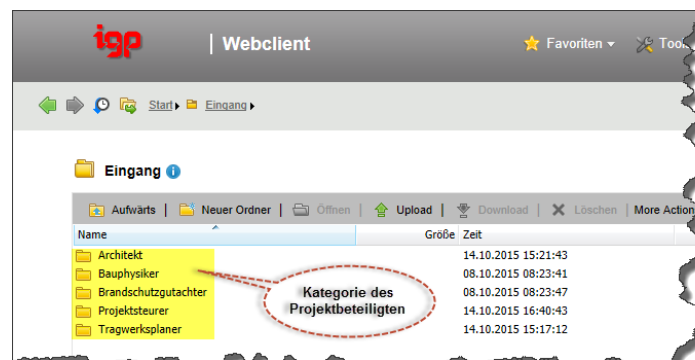 igp | Webclient Favoriten
Start Eingang
Eingang
Aufwärts | Neuer Ordner | Öffnen | Upload | Download | Löschen | More Action
Name Größe Zeit
Architekt 14.10.2015 15:21:43
Bauphysiker 08.10.2015 08:23:41
Brandschutzgutachter 08.10.2015 08:23:47
Projektsteurer 14.10.2015 16:40:43
Tragwerksplaner 14.10.2015 15:17:12
Kategorie des
Projektbeteiligten